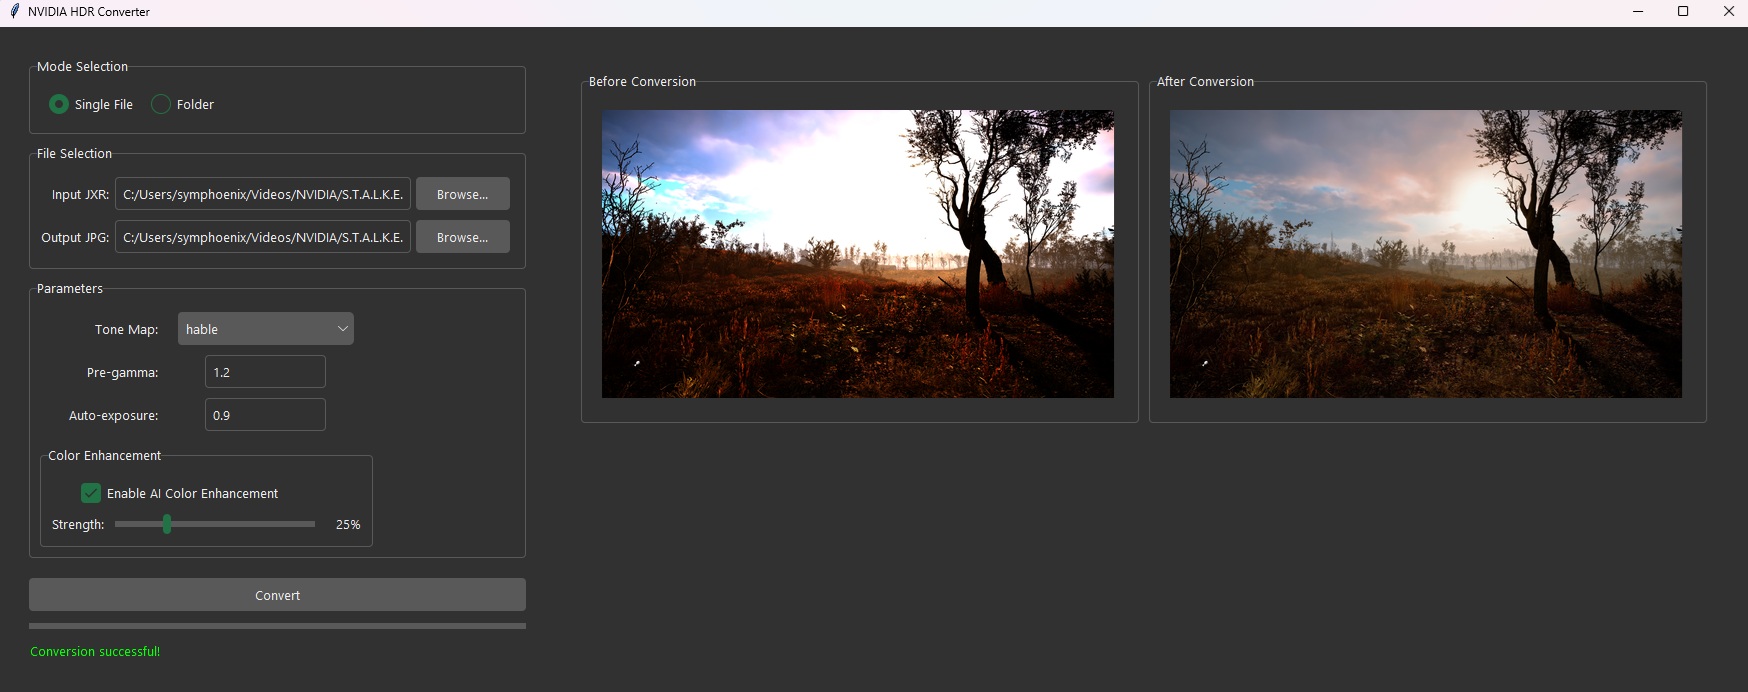 NVIDIA HDR Converter
Mode Selection
Single File
Folder
File Selection
Input JXR:
C:/Users/symphoenix/Videos/NVIDIA/S.T.A.L.K.E.
Browse...
Output JPG:
C:/Users/symphoenix/Videos/NVIDIA/S.T.A.L.K.E.
Browse...
Parameters
Tone Map:
hable
Pre-gamma:
1.2
Auto-exposure:
0.9
Color Enhancement
Enable AI Color Enhancement
Strength:
25%
Convert
Conversion successful!
Before Conversion
After Conversion